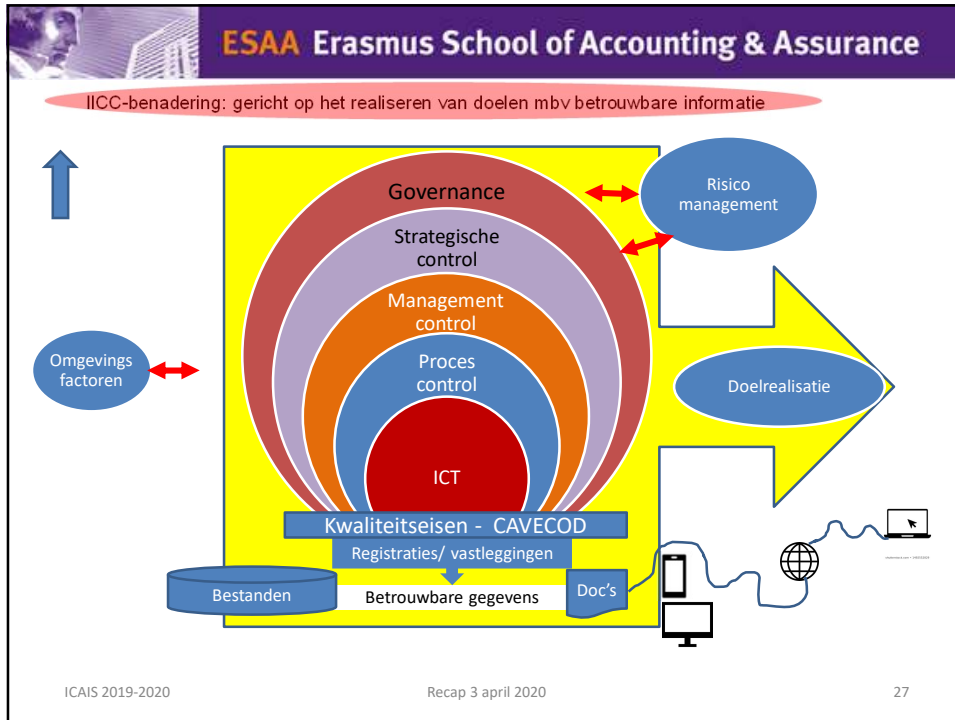 ESAA Erasmus School of Accounting & Assurance
IICC-benadering: gericht op het realiseren van doelen mbv betrouwbare informatie
Governance
Risico
management
Strategische
control
Management
control
Omgevings
factoren
Proces
control
Doelrealisatie
ICT
Kwaliteitseisen - CAVECOD
Registraties/ vastleggingen
Bestanden
Betrouwbare gegevens
Doc's
ICAIS 2019-2020
Recap 3 april 2020
27